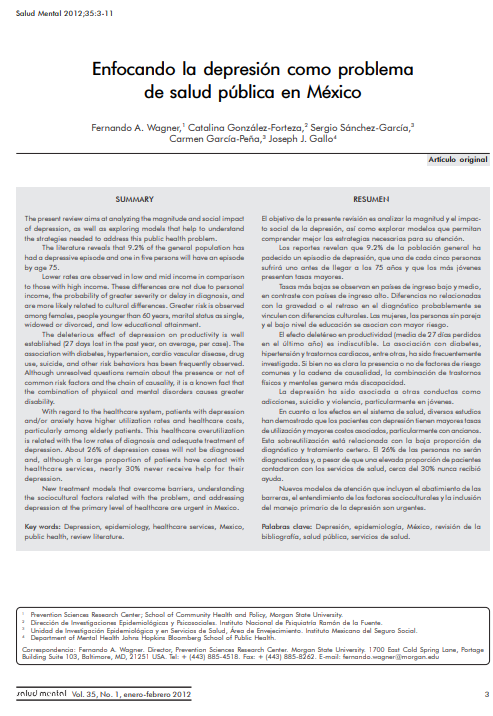 Salud Mental 2012;35:3-11
Enfocando la depresión como problema
de salud pública en México
Fernando A. Wagner,¹ Catalina González-Forteza,² Sergio Sánchez-García,³
Carmen García-Peña,³ Joseph J. Gallo⁴
Artículo original
SUMMARY
The present review aims at analyzing the magnitude and social impact
of depression, as well as exploring models that help to understand
the strategies needed to address this public health problem.
The literature reveals that 9.2% of the general population has
had a depressive episode and one in five persons will have an episode
by age 75.
Lower rates are observed in low and mid income in comparison
to those with high income. These differences are not due to personal
income, the probability of greater severity or delay in diagnosis, and
are more likely related to cultural differences. Greater risk is observed
among females, people younger than 60 years, marital status as single,
widowed or divorced, and low educational attainment.
The deleterious effect of depression on productivity is well
established (27 days lost in the past year, on average, per case). The
association with diabetes, hypertension, cardio vascular disease, drug
use, suicide, and other risk behaviors has been frequently observed.
Although unresolved questions remain about the presence or not of
common risk factors and the chain of causality, it is a known fact that
the combination of physical and mental disorders causes greater
disability.
With regard to the healthcare system, patients with depression
and/or anxiety have higher utilization rates and healthcare costs,
particularly among elderly patients. This healthcare overutilization
is related with the low rates of diagnosis and adequate treatment of
depression. About 26% of depression cases will not be diagnosed
and, although a large proportion of patients have contact with
healthcare services, nearly 30% never receive help for their
depression.
New treatment models that overcome barriers, understanding
the sociocultural factors related with the problem, and addressing
depression at the primary level of healthcare are urgent in Mexico.
Key words: Depression, epidemiology, healthcare services, Mexico,
public health, review literature.
RESUMEN
El objetivo de la presente revisión es analizar la magnitud y el impac-
to social de la depresión, así como explorar modelos que permitan
comprender mejor las estrategias necesarias para su atención.
Los reportes revelan que 9.2% de la población general ha
padecido un episodio de depresión, que una de cada cinco personas
sufrirá uno antes de llegar a los 75 años y que los más jóvenes
presentan tasas mayores.
Tasas más bajas se observan en países de ingreso bajo y medio,
en contraste con países de ingreso alto. Diferencias no relacionadas
con la gravedad o el retraso en el diagnóstico probablemente se
vinculen con diferencias culturales. Las mujeres, las personas sin pareja
y el bajo nivel de educación se asocian con mayor riesgo.
El efecto deletéreo en productividad (media de 27 días perdidos
en el último año) es indiscutible. La asociación con diabetes,
hipertensión y trastornos cardiacos, entre otras, ha sido frecuentemente
investigada. Si bien no es clara la presencia o no de factores de riesgo
comunes y la cadena de causalidad, la combinación de trastornos
físicos y mentales genera más discapacidad.
La depresión ha sido asociada a otras conductas como
adicciones, suicidio y violencia, particularmente en jóvenes.
En cuanto a los efectos en el sistema de salud, diversos estudios
han demostrado que los pacientes con depresión tienen mayores tasas
de utilización y mayores costos asociados, particularmente con ancianos.
Esta sobreutilización está relacionada con la baja proporción de
diagnóstico y tratamiento certero. El 26% de las personas no serán
diagnosticadas y, a pesar de que una elevada proporción de pacientes
contactaron con los servicios de salud, cerca del 30% nunca recibió
ayuda.
Nuevos modelos de atención que incluyan el abatimiento de las
barreras, el entendimiento de los factores socioculturales y la inclusión
del manejo primario de la depresión son urgentes.
Palabras clave: Depresión, epidemiología, México, revisión de la
bibliografía, salud pública, servicios de salud.
¹ Prevention Sciences Research Center, School of Community Health and Policy, Morgan State University.
² Dirección de Investigaciones Epidemiológicas y Psicosociales. Instituto Nacional de Psiquiatría Ramón de la Fuente.
³ Unidad de Investigación Epidemiológica y en Servicios de Salud, Área de Envejecimiento. Instituto Mexicano del Seguro Social.
⁴ Department of Mental Health Johns Hopkins Bloomberg School of Public Health.
Correspondencia: Fernando A. Wagner. Director, Prevention Sciences Research Center. Morgan State University. 1700 East Cold Spring Lane, Portage
Building Suite 103, Baltimore, MD, 21251 USA. Tel: + (443) 885-4518. Fax: + (443) 885-8262. E-mail: fernando.wagner@morgan.edu
salud mental Vol. 35, No. 1, enero-febrero 2012
3